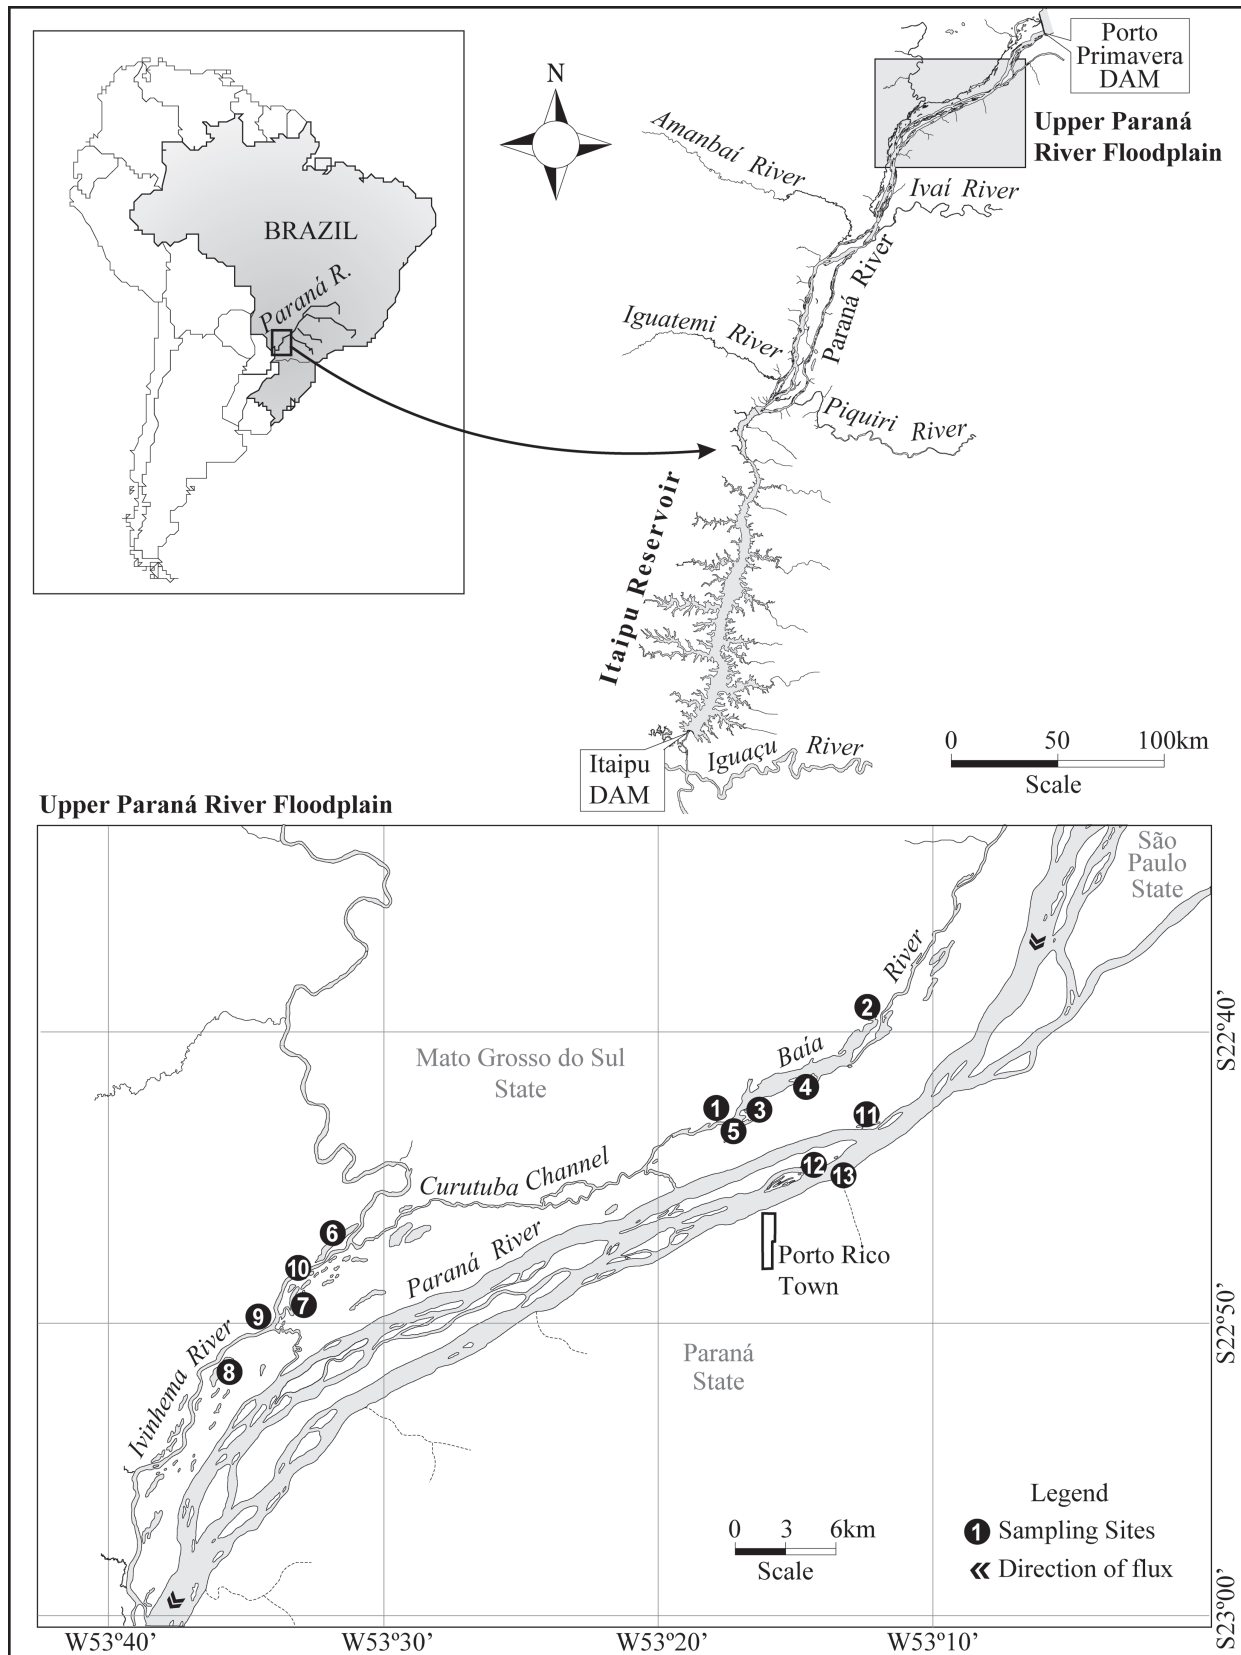 BRAZIL
Paraná R.
N
Porto
Primavera
DAM
Upper Paraná
River Floodplain
Amanbaí River
Ivaí River
Paraná River
Iguatemi River
Piquiri River
Itaipu Reservoir
Itaipu
DAM
Iguaçu River
0 50 100km
Scale
Upper Paraná River Floodplain
São
Paulo
State
River
2
S22°40’
Baía
Mato Grosso do Sul
State
4
1
3
11
5
12
13
Curutuba Channel
6
Paraná River
Porto Rico
Town
10
7
9
S22°50’
Ivinhema River
8
Paraná
State
Legend
1 Sampling Sites
Direction of flux
0 3 6km
Scale
S23°00’
W53°40’ W53°30’ W53°20’ W53°10’